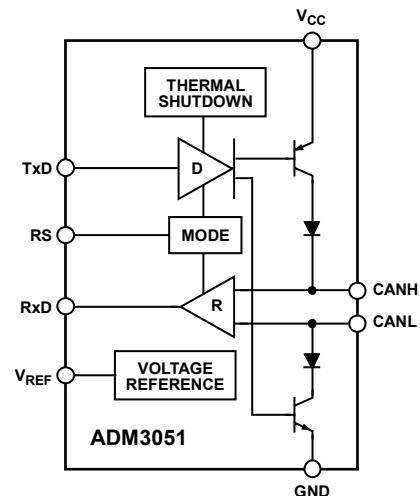 VCC
THERMAL
SHUTDOWN
TxD
D
RS
MODE
RxD
R
CANH
CANL
VREF
VOLTAGE
REFERENCE
ADM3051
GND